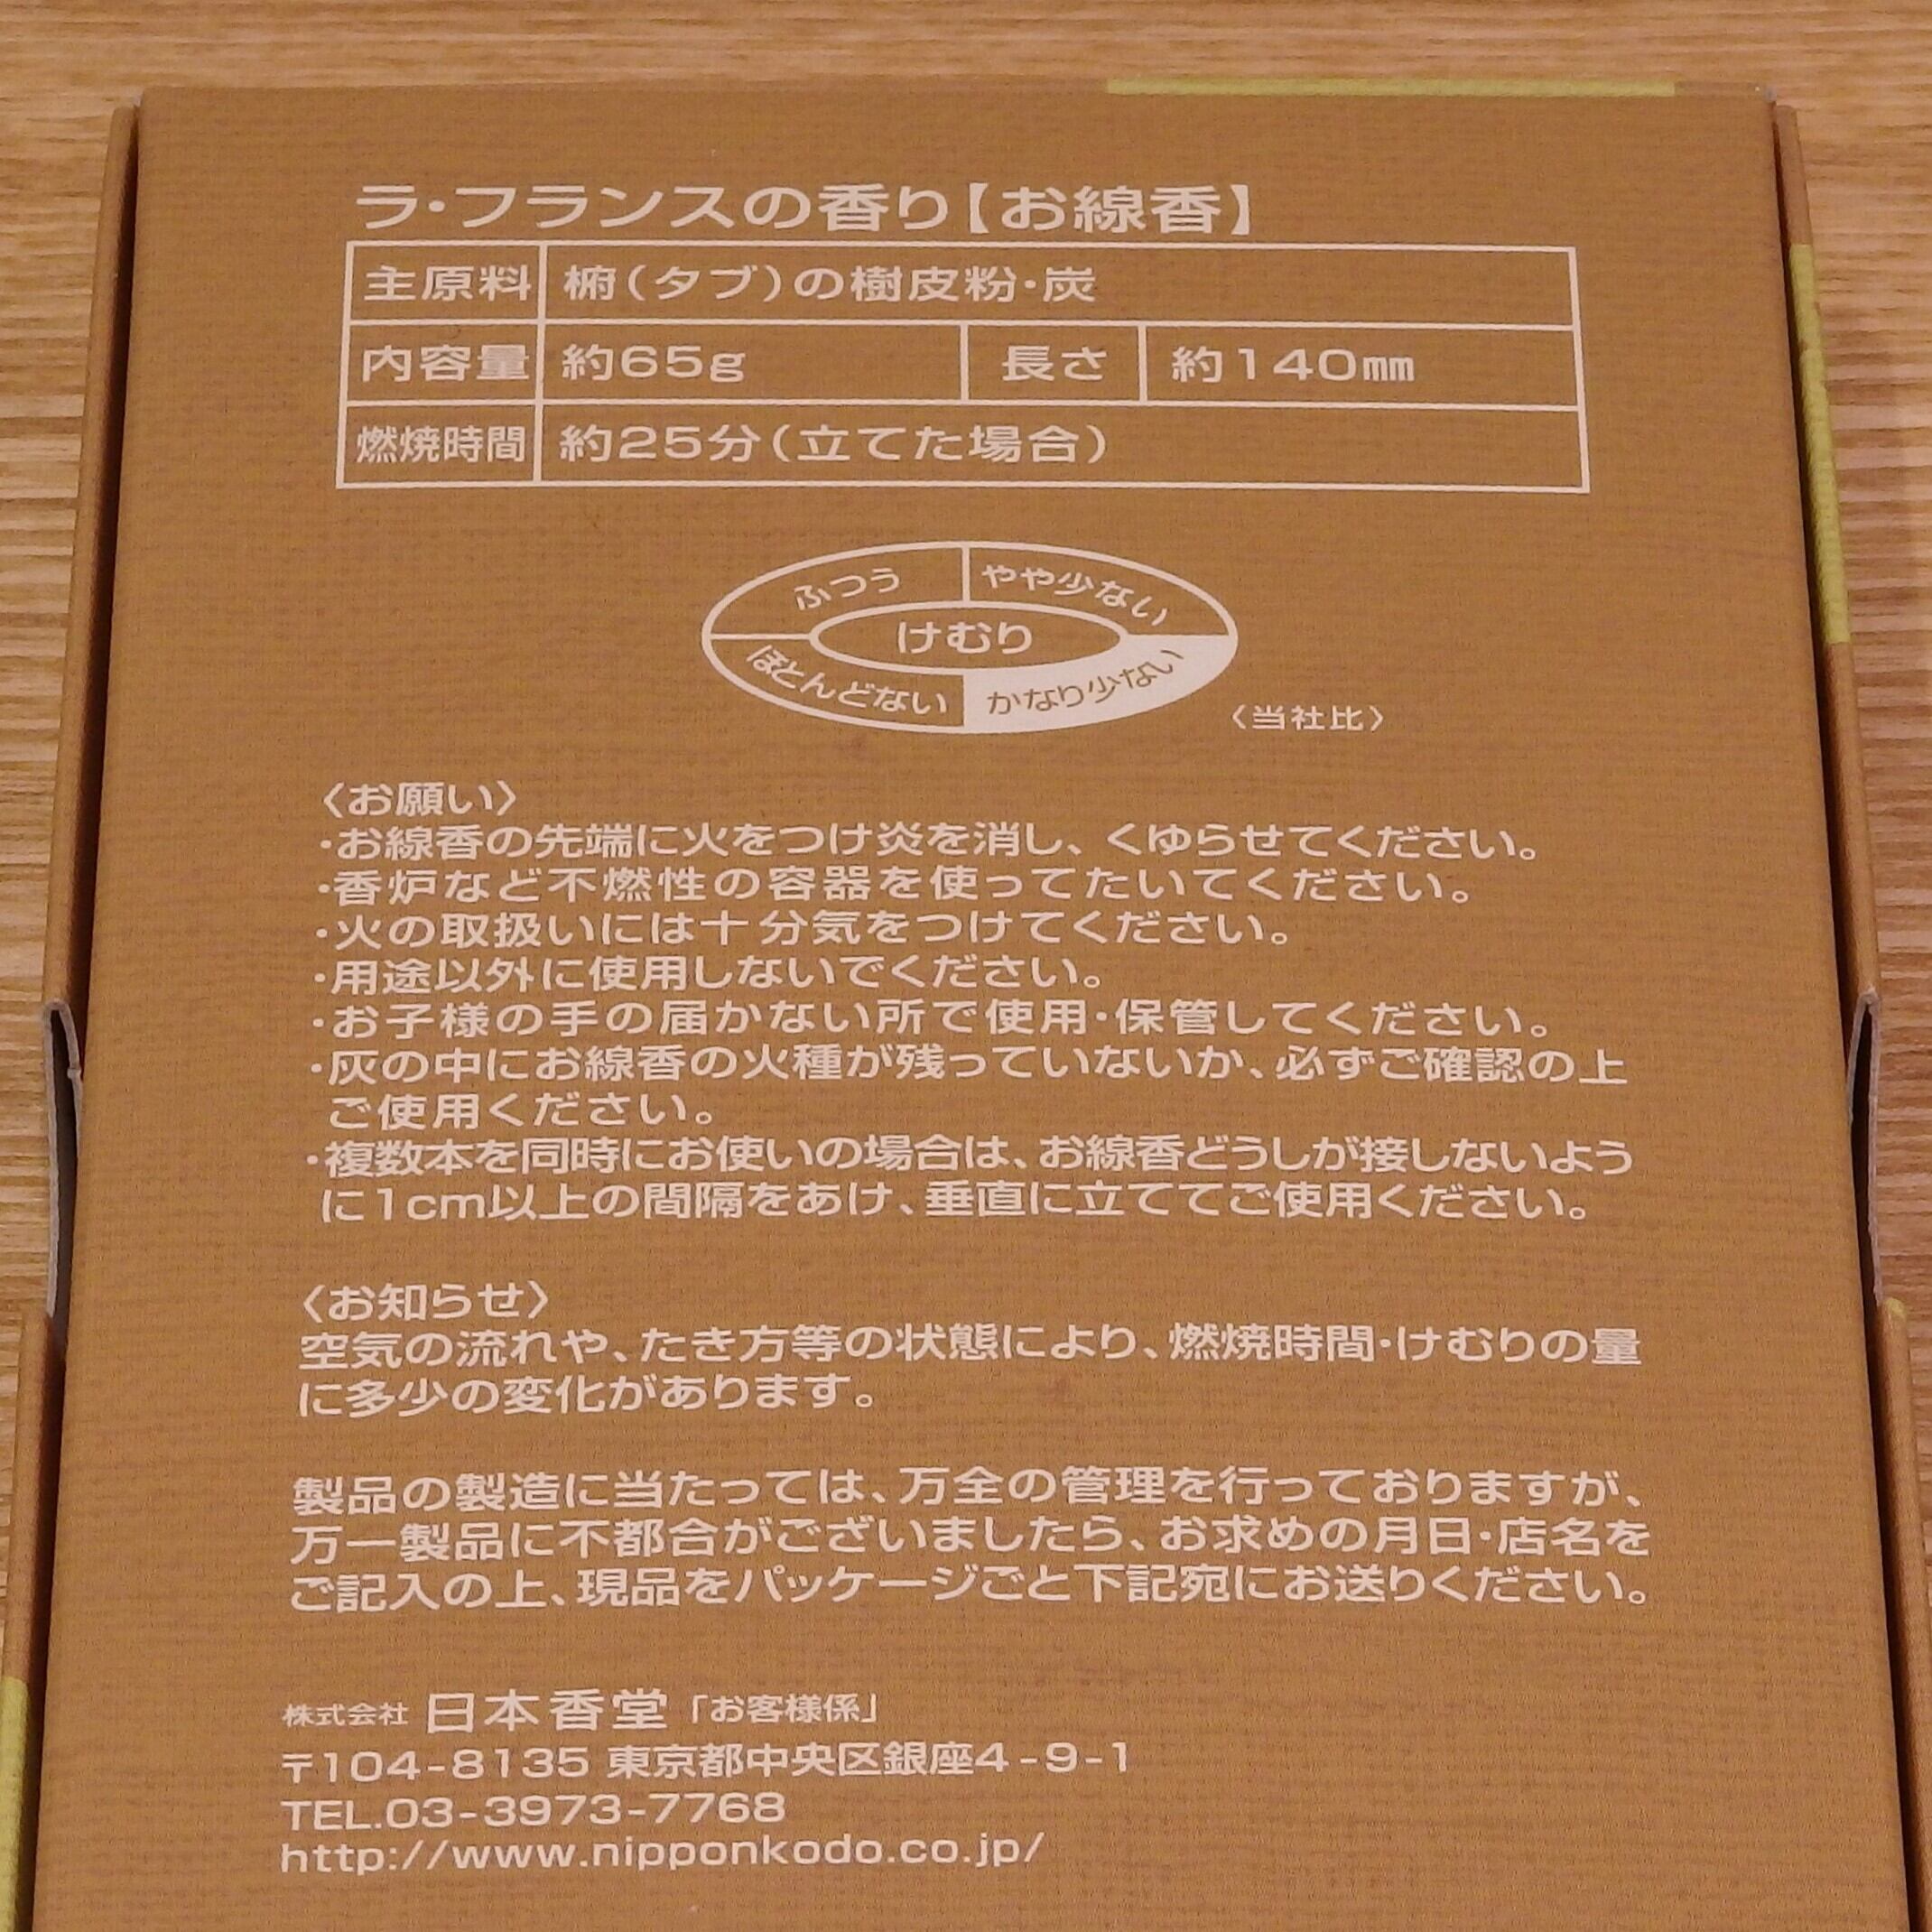 ラ・フランスの香り【お線香】
主原料 椨(タブ)の樹皮粉・炭
内容量 約65g 長さ 約140㎜
燃焼時間 約25分(立てた場合)
ふつう やや少ない
けむり
ほとんどない かなり少ない
〈当社比〉
〈お願い〉
・お線香の先端に火をつけ炎を消し、くゆらせてください。
・香炉など不燃性の容器を使ってたいてください。
・火の取扱いには十分気をつけてください。
・用途以外に使用しないでください。
・お子様の手の届かない所で使用・保管してください。
・灰の中にお線香の火種が残っていないか、必ずご確認の上
ご使用ください。
・複数本を同時にお使いの場合は、お線香どうしが接しないよう
に1cm以上の間隔をあけ、垂直に立ててご使用ください。
〈お知らせ〉
空気の流れや、たき方等の状態により、燃焼時間・けむりの量
に多少の変化があります。
製品の製造に当たっては、万全の管理を行っておりますが、
万一製品に不都合がございましたら、お求めの月日・店名を
ご記入の上、現品をパッケージごと下記宛にお送りください。
株式会社 日本香堂「お客様係」
〒104-8135 東京都中央区銀座4-9-1
TEL.03-3973-7768
http://www.nipponkodo.co.jp/